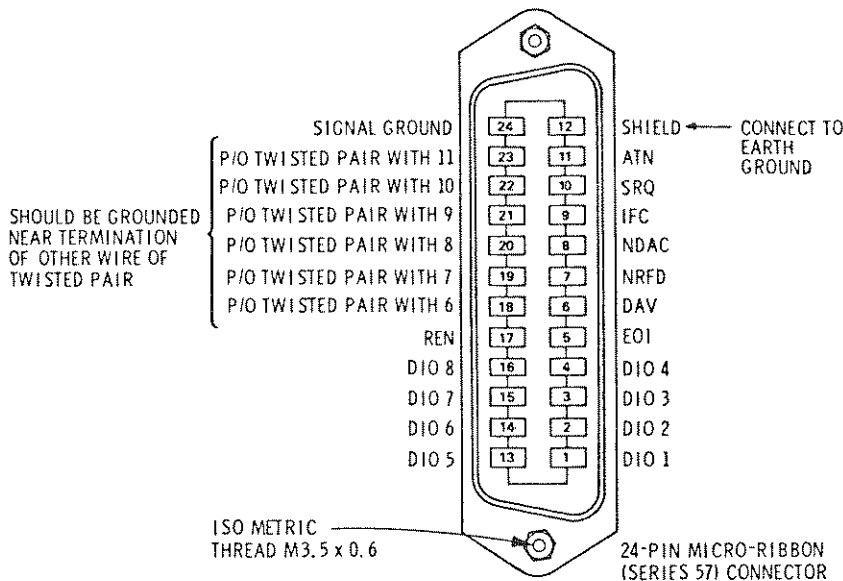 SIGNAL GROUND 24 12 SHIELD
CONNECT TO
EARTH
GROUND
P/O TWISTED PAIR WITH 11 23 11 ATN
P/O TWISTED PAIR WITH 10 22 10 SRQ
P/O TWISTED PAIR WITH 9 21 9 IFC
P/O TWISTED PAIR WITH 8 20 8 NDAC
P/O TWISTED PAIR WITH 7 19 7 NRFD
P/O TWISTED PAIR WITH 6 18 6 DAV
SHOULD BE GROUNDED
NEAR TERMINATION
OF OTHER WIRE OF
TWISTED PAIR
REN 17 5 EOI
DIO 8 16 4 DIO 4
DIO 7 15 3 DIO 3
DIO 6 14 2 DIO 2
DIO 5 13 1 DIO 1
ISO METRIC
THREAD M3.5 x 0.6
24-PIN MICRO-RIBBON
(SERIES 57) CONNECTOR